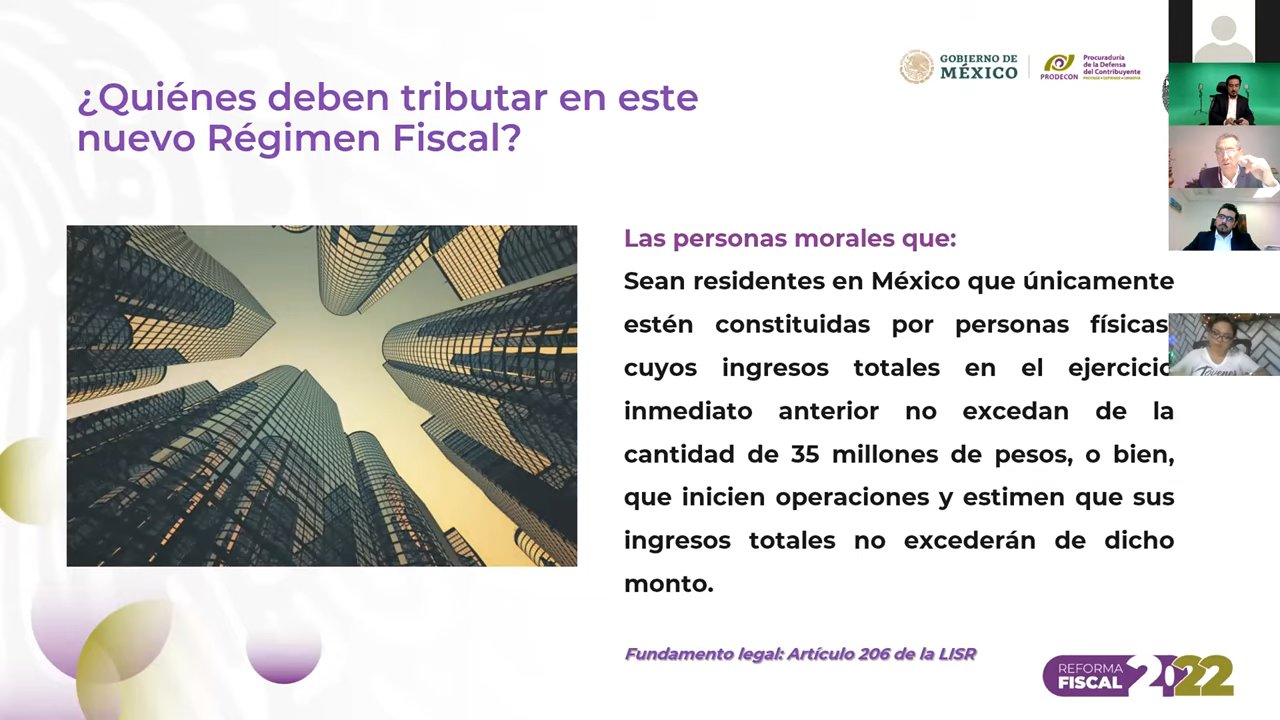 ¿Quiénes deben tributar en este
nuevo Régimen Fiscal?
GOBIERNO DE
MÉXICO
PRODECON
Procuraduría
de la Defensa
del Contribuyente
Las personas morales que:
Sean residentes en México que únicamente
estén constituidas por personas físicas
cuyos ingresos totales en el ejercicio
inmediato anterior no excedan de la
cantidad de 35 millones de pesos, o bien,
que inicien operaciones y estimen que sus
ingresos totales no excederán de dicho
monto.
Fundamento legal: Artículo 206 de la LISR
REFORMA
FISCAL
2022